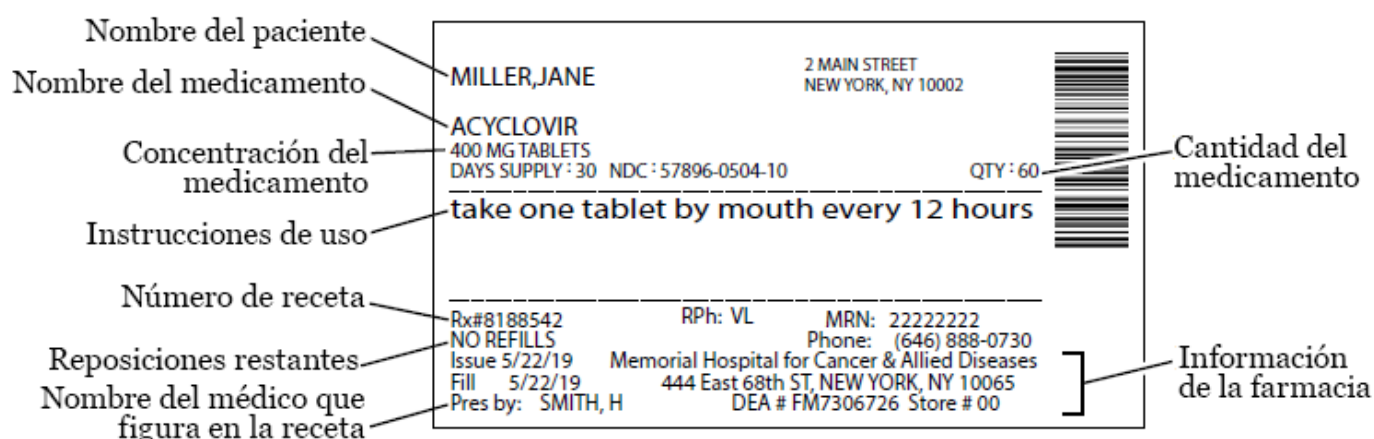 Nombre del paciente
Nombre del medicamento
Concentración del
medicamento
Instrucciones de uso
Número de receta
Reposiciones restantes
Nombre del médico que
figura en la receta
MILLER,JANE
2 MAIN STREET
NEW YORK, NY 10002
ACYCLOVIR
400 MG TABLETS
DAYS SUPPLY : 30 NDC : 57896-0504-10 QTY : 60
take one tablet by mouth every 12 hours
Rx#8188542 RPh: VL MRN: 22222222
NO REFILLS Phone: (646) 888-0730
Issue 5/22/19 Memorial Hospital for Cancer & Allied Diseases
Fill 5/22/19 444 East 68th ST, NEW YORK, NY 10065
Pres by: SMITH, H DEA # FM7306726 Store # 00
Cantidad del
medicamento
Información
de la farmacia